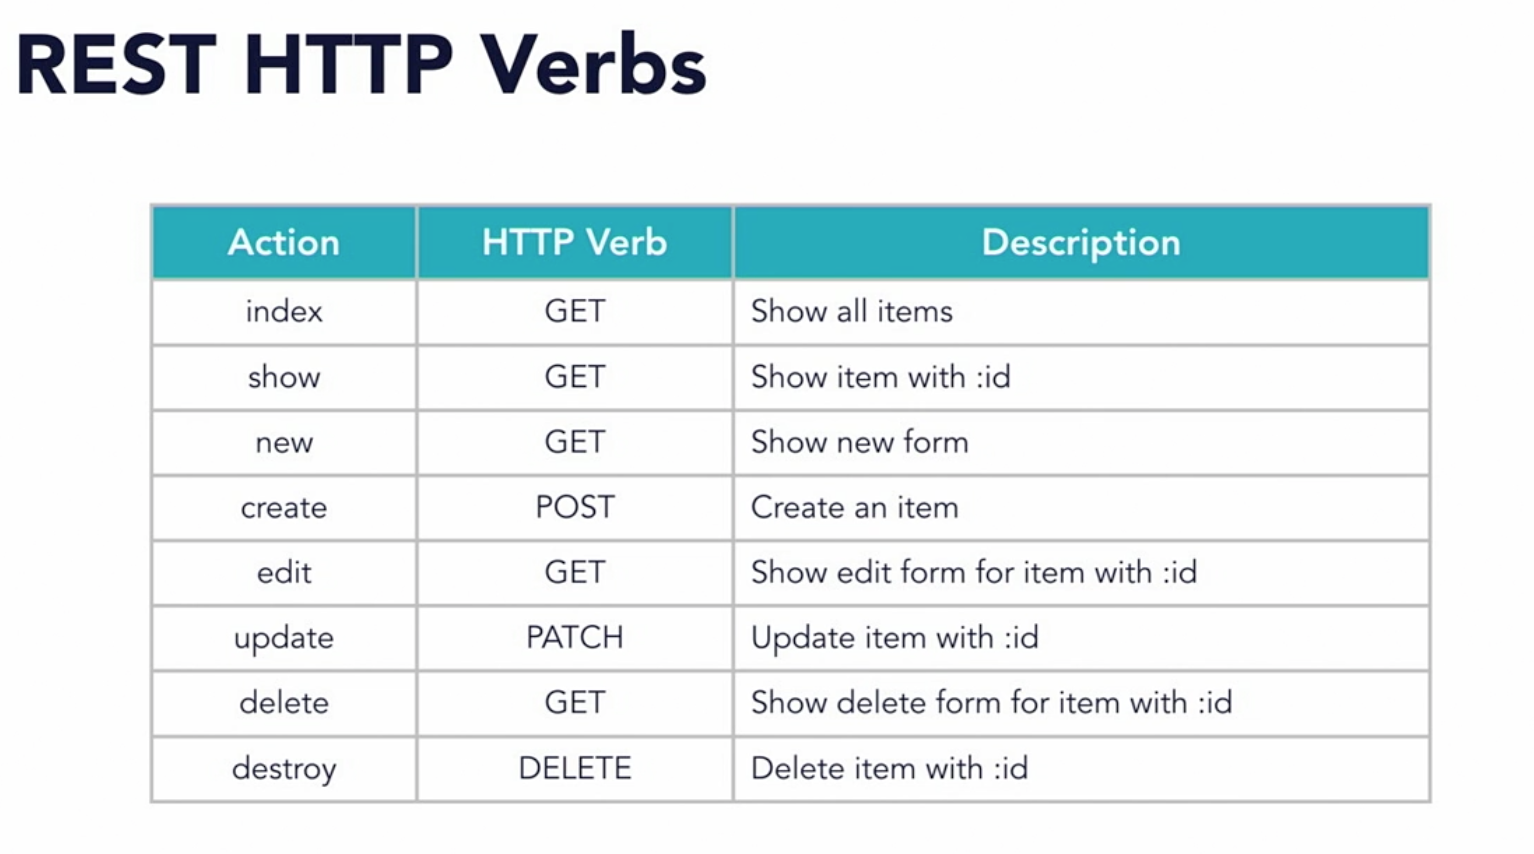 REST HTTP Verbs
Action HTTP Verb Description
index GET Show all items
show GET Show item with :id
new GET Show new form
create POST Create an item
edit GET Show edit form for item with :id
update PATCH Update item with :id
delete GET Show delete form for item with :id
destroy DELETE Delete item with :id